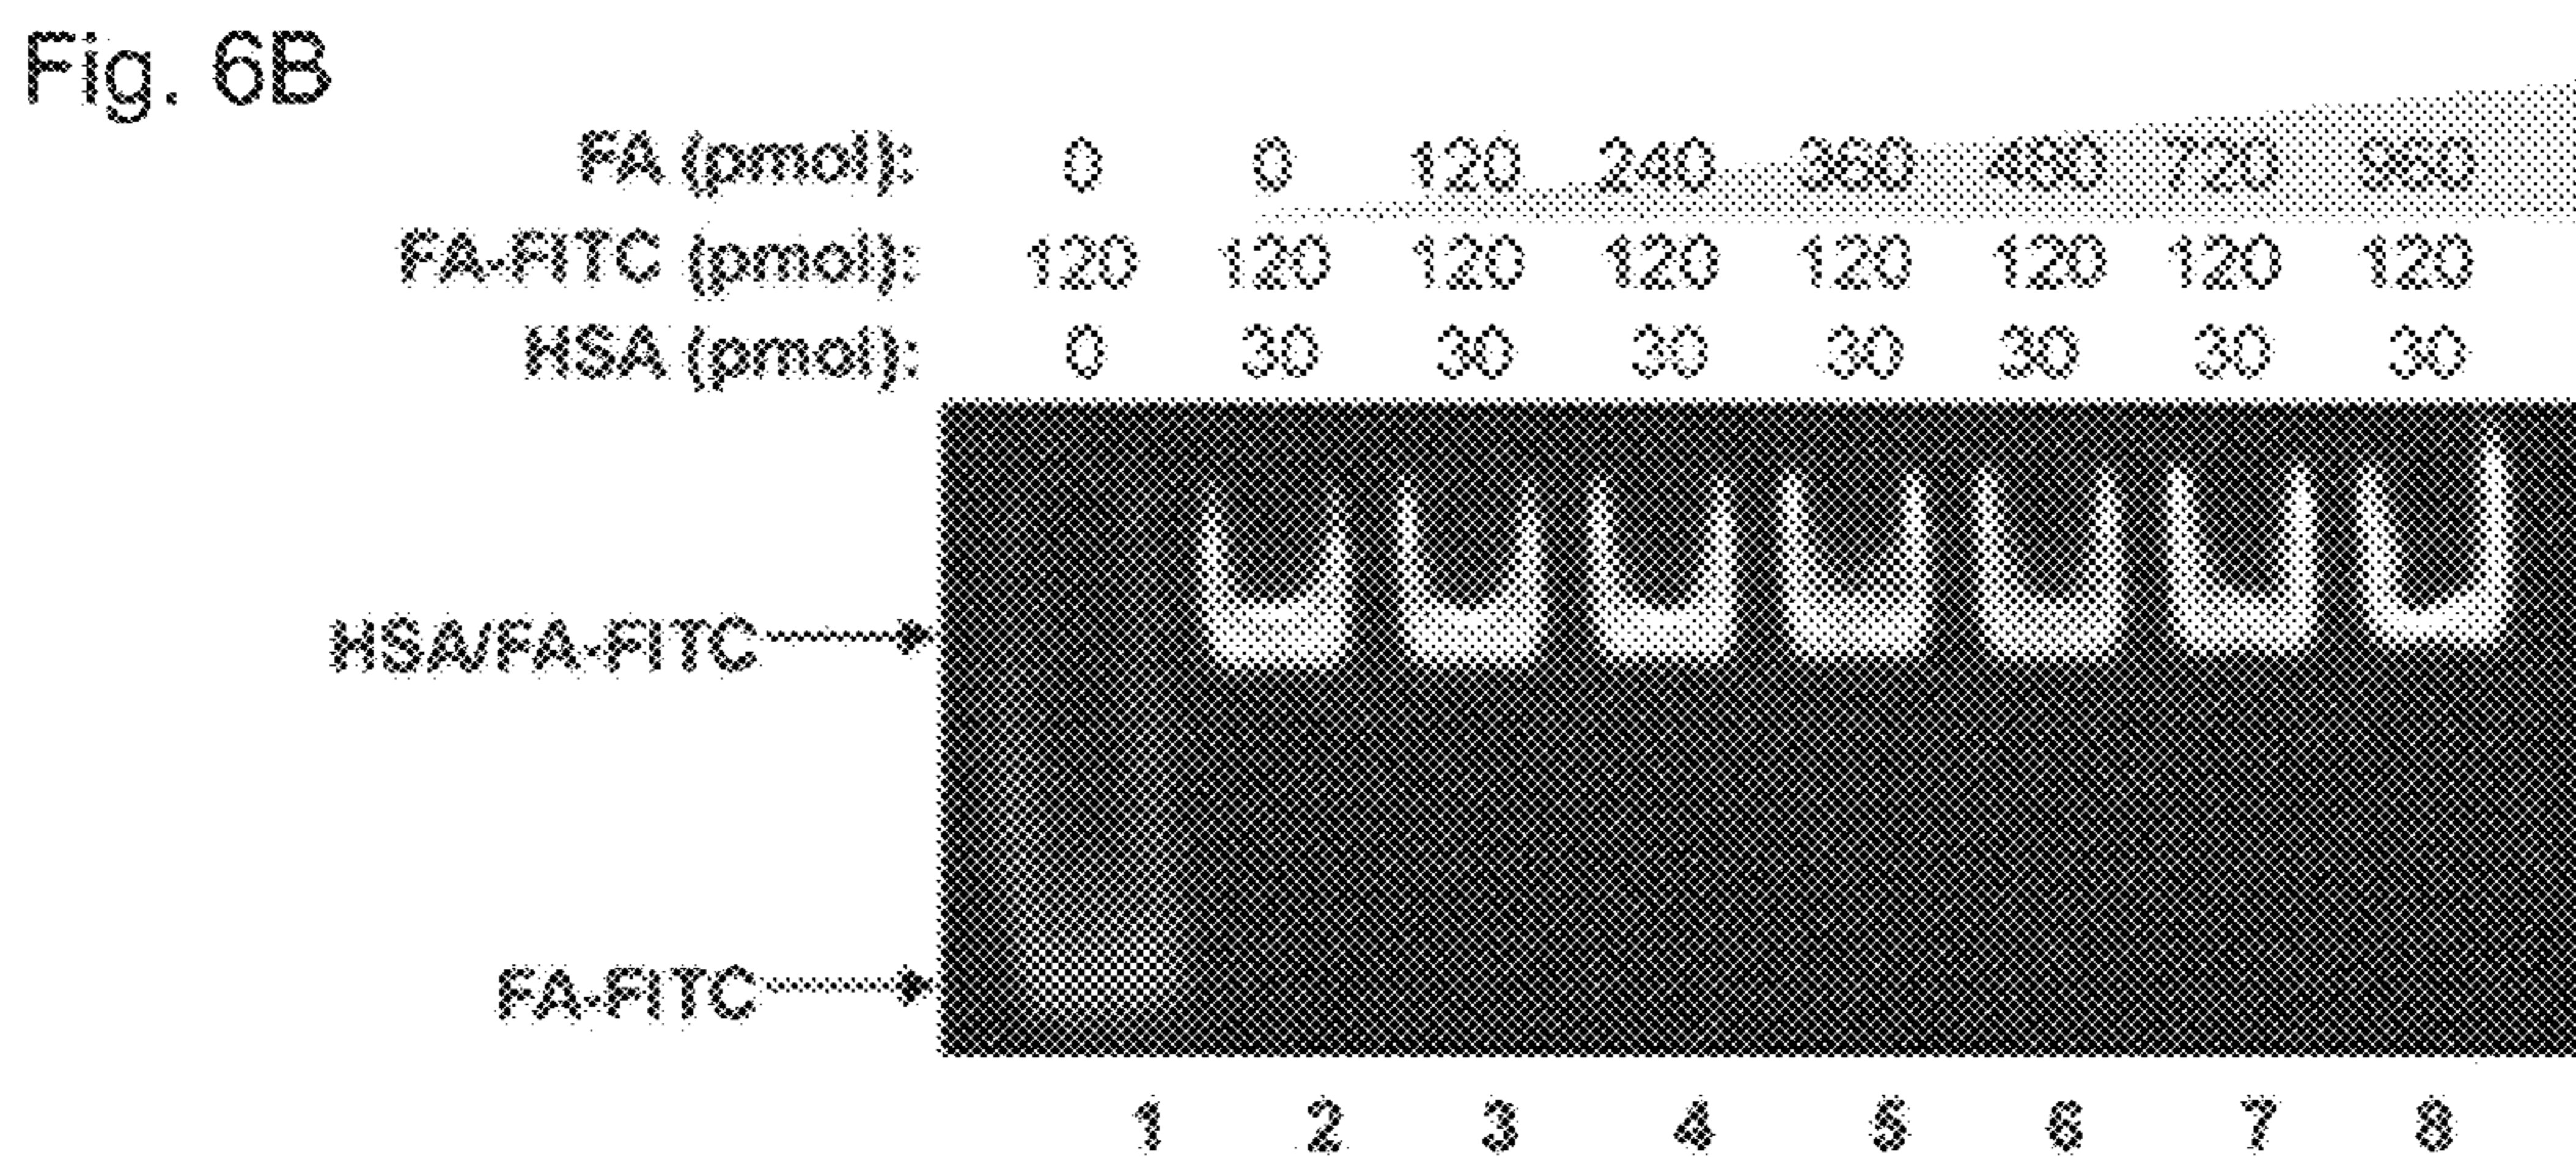 Fig. 6B
FA (pmol): 0 0 120 240 360 480 720 960
FA-FITC (pmol): 120 120 120 120 120 120 120 120
HSA (pmol): 0 30 30 30 30 30 30 30
HSA/FA-FITC
FA-FITC
1 2 3 4 5 6 7 8